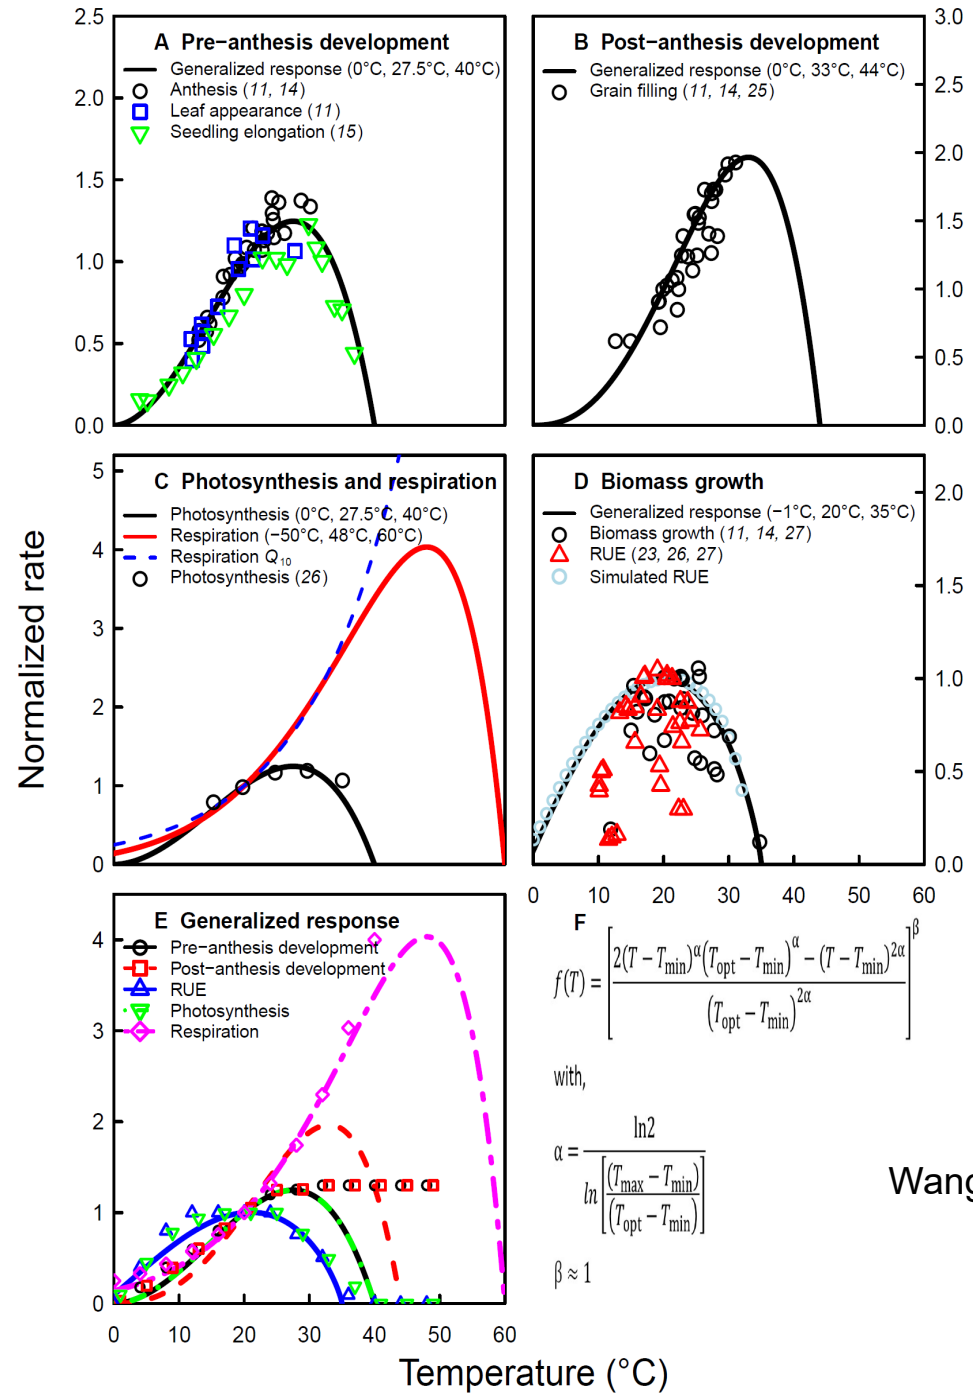 A Pre−anthesis development
Generalized response (0°C, 27.5°C, 40°C)
Anthesis (11, 14)
Leaf appearance (11)
Seedling elongation (15)
2.5
2.0
1.5
1.0
0.5
0.0
B Post−anthesis development
Generalized response (0°C, 33°C, 44°C)
Grain filling (11, 14, 25)
3.0
2.5
2.0
1.5
1.0
0.5
0.0
C Photosynthesis and respiration
Photosynthesis (0°C, 27.5°C, 40°C)
Respiration (−50°C, 48°C, 60°C)
Respiration Q10
Photosynthesis (26)
5
4
3
2
1
0
D Biomass growth
Generalized response (−1°C, 20°C, 35°C)
Biomass growth (11, 14, 27)
RUE (23, 26, 27)
Simulated RUE
2.0
1.5
1.0
0.5
0.0
0 10 20 30 40 50 60
Normalized rate
E Generalized response
Pre−anthesis development
Post−anthesis development
RUE
Photosynthesis
Respiration
4
3
2
1
0
0 10 20 30 40 50 60
Temperature (°C)
F
f(T) = [2(T − Tmin)^α(Topt − Tmin)^α − (T − Tmin)^2α / (Topt − Tmin)^2α]^β
with,
α = ln2 / ln[(Tmax − Tmin) / (Topt − Tmin)]
β ≈ 1
Wang